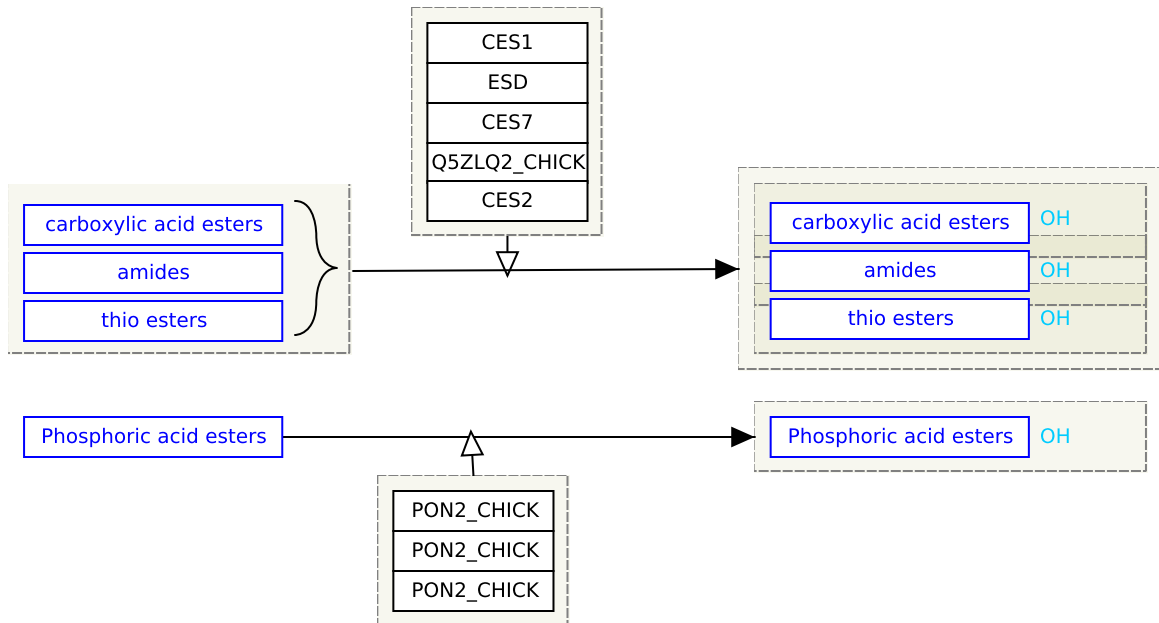 CES1
ESD
CES7
Q5ZLQ2_CHICK
CES2
carboxylic acid esters
amides
thio esters
carboxylic acid esters OH
amides OH
thio esters OH
Phosphoric acid esters
Phosphoric acid esters OH
PON2_CHICK
PON2_CHICK
PON2_CHICK